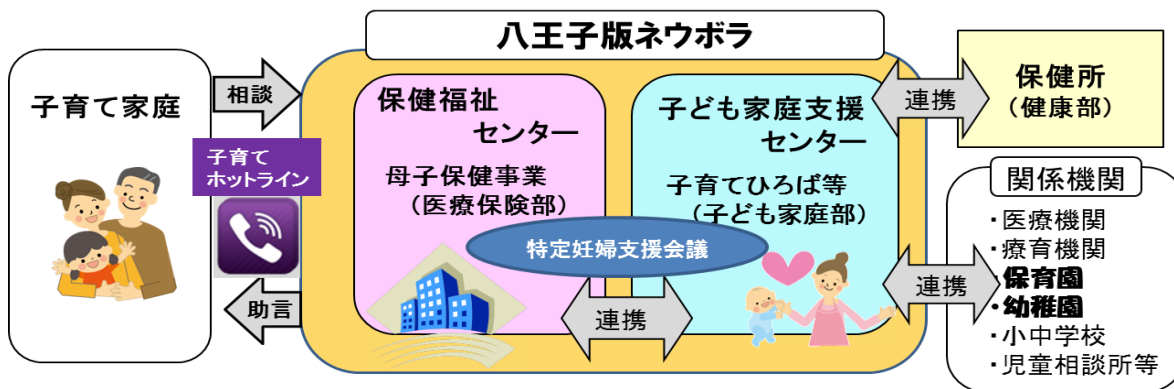 八王子版ネウボラ
子育て家庭
相談
子育て
ホットライン
助言
保健福祉
センター
母子保健事業
（医療保険部）
子ども家庭支援
センター
子育てひろば等
（子ども家庭部）
特定妊婦支援会議
連携
連携
保健所
（健康部）
連携
関係機関
・医療機関
・療育機関
・保育園
・幼稚園
・小中学校
・児童相談所等